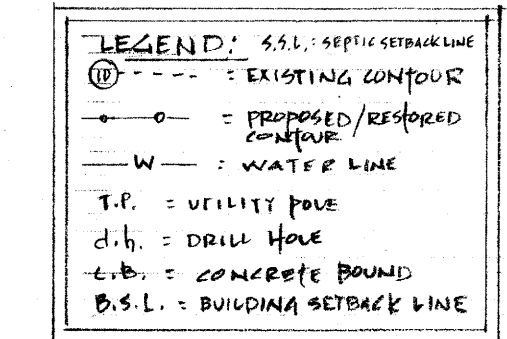 LEGEND: S.S.L.: SEPTIC SETBACK LINE
10 ---- = EXISTING CONTOUR
= PROPOSED/RESTORED
CONTOUR
W : WATER LINE
T.P. = UTILITY POLE
d.h. = DRILL HOLE
C.B. = CONCRETE BOUND
B.S.L. = BUILDING SETBACK LINE